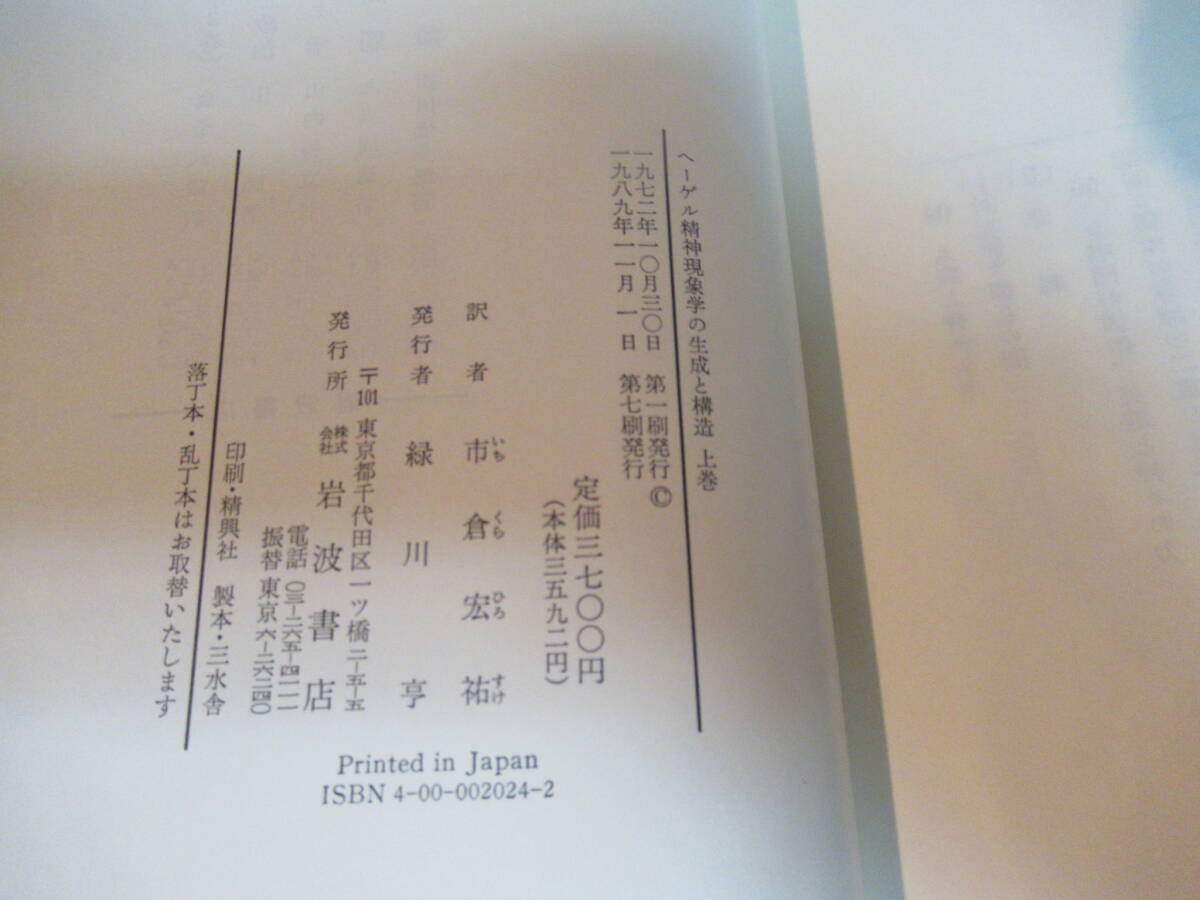 ヘーゲル精神現象学の生成と構造 上巻
一九七二年一〇月三〇日 第一刷発行©
一九八九年一一月 一 日 第七刷発行
定価三七〇〇円
(本体三五九二円)
訳者 市倉宏祐
いち くら ひろ すけ
発行者 緑川亨
〒101 東京都千代田区一ツ橋二-五-五
発行所 株式会社 岩波書店
電話 〇三-二六五-四一一一
振替 東京 六-二六二四〇
印刷・精興社 製本・三水舎
落丁本・乱丁本はお取替いたします
Printed in Japan
ISBN 4-00-002024-2